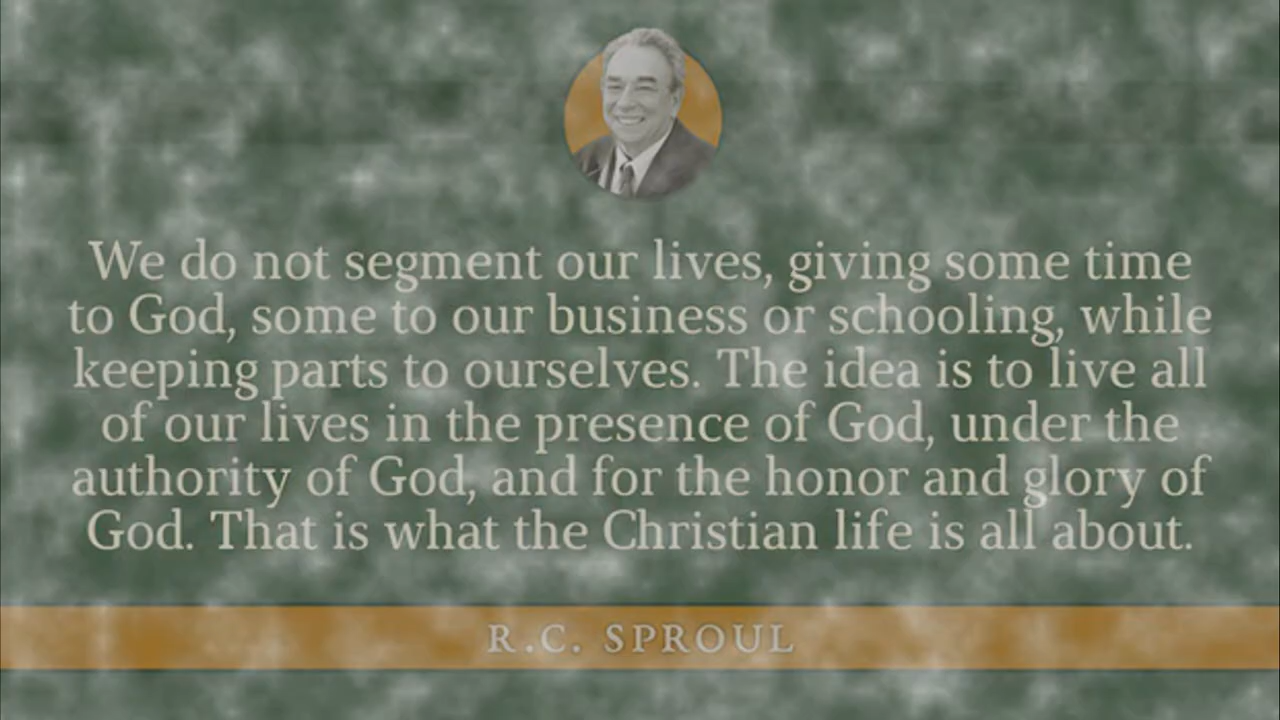 We do not segment our lives, giving some time
to God, some to our business or schooling, while
keeping parts to ourselves. The idea is to live all
of our lives in the presence of God, under the
authority of God, and for the honor and glory of
God. That is what the Christian life is all about.
R.C. SPROUL